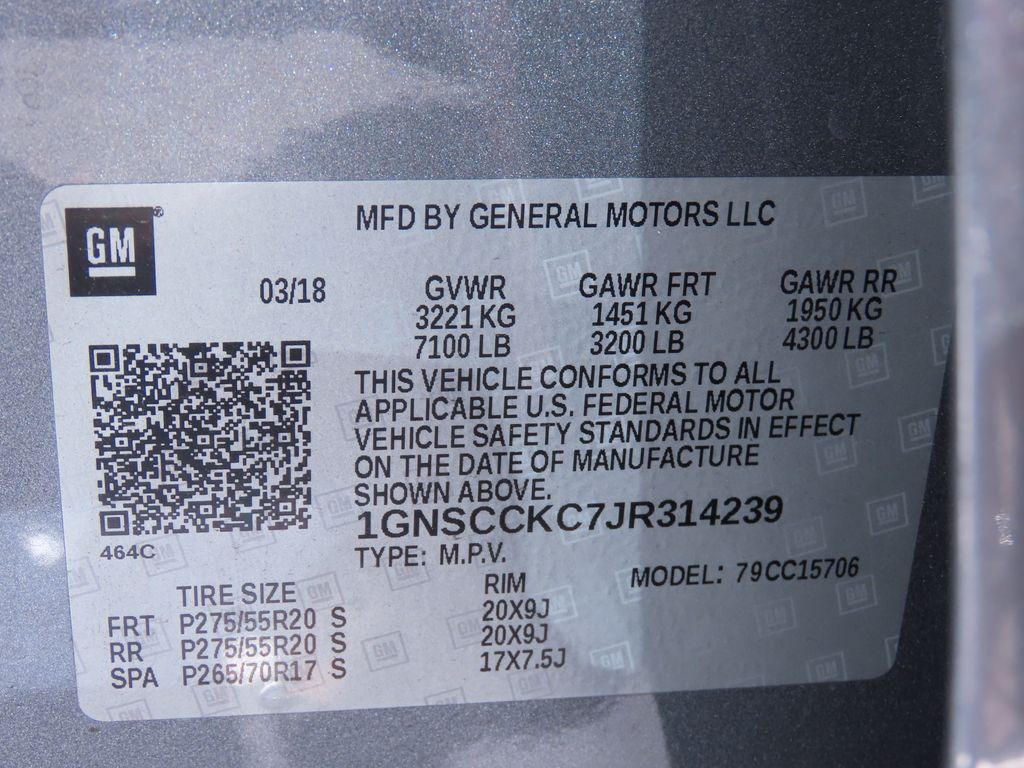 GM
MFD BY GENERAL MOTORS LLC
03/18 GVWR GAWR FRT GAWR RR
3221 KG 1451 KG 1950 KG
7100 LB 3200 LB 4300 LB
THIS VEHICLE CONFORMS TO ALL
APPLICABLE U.S. FEDERAL MOTOR
VEHICLE SAFETY STANDARDS IN EFFECT
ON THE DATE OF MANUFACTURE
SHOWN ABOVE.
1GNSCCKC7JR314239
464C
TYPE: M.P.V. MODEL: 79CC15706
TIRE SIZE RIM
FRT P275/55R20 S 20X9J
RR P275/55R20 S 20X9J
SPA P265/70R17 S 17X7.5J